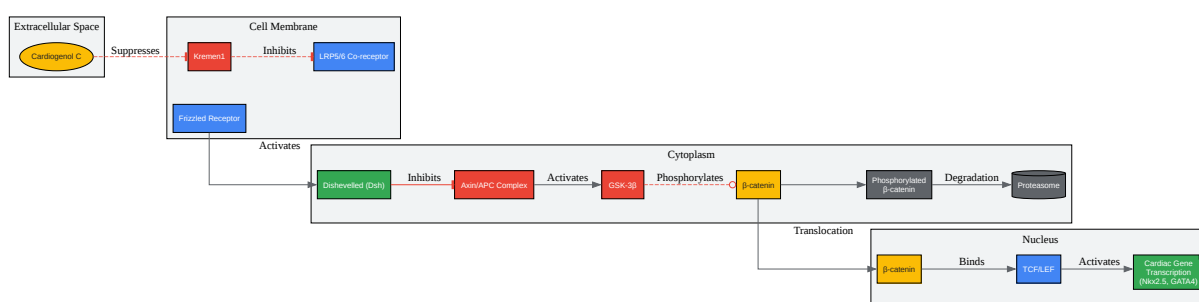 Extracellular Space
Cell Membrane
Cardiogenol C
Suppresses
Kremen1
Inhibits
LRP5/6 Co-receptor
Frizzled Receptor
Activates
Cytoplasm
Dishevelled (Dsh)
Inhibits
Axin/APC Complex
Activates
GSK-3β
Phosphorylates
β-catenin
Phosphorylated
β-catenin
Degradation
Proteasome
Translocation
Nucleus
β-catenin
Binds
TCF/LEF
Activates
Cardiac Gene
Transcription
(Nkx2.5, GATA4)